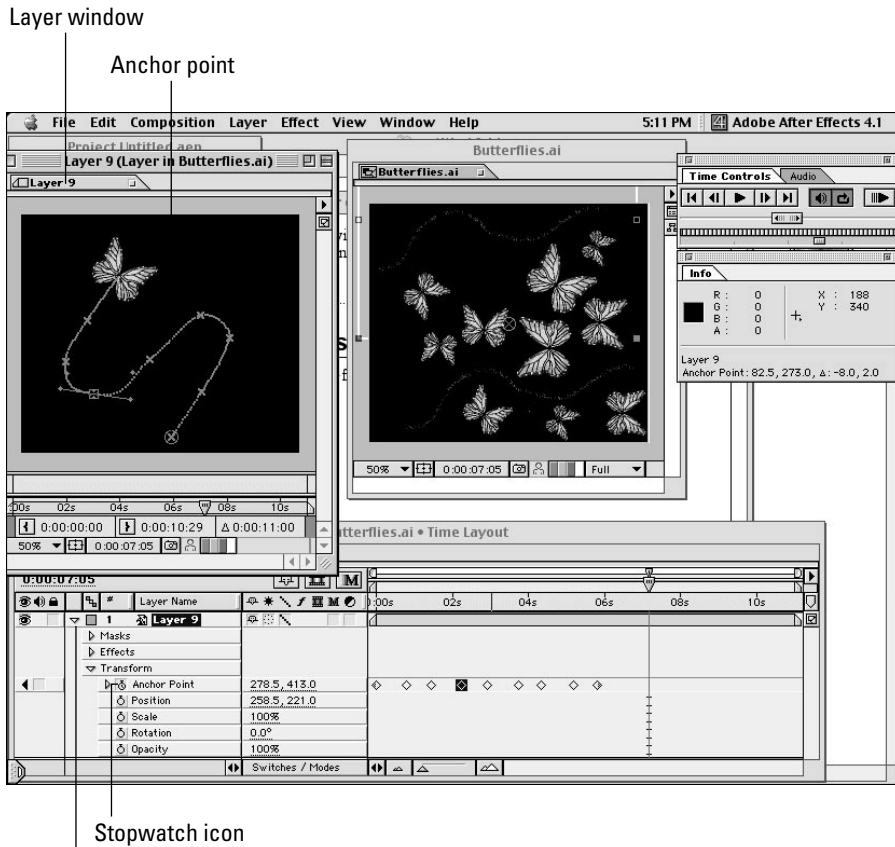 Layer window
Anchor point
File Edit Composition Layer Effect View Window Help 5:11 PM Adobe After Effects 4.1
Project Untitled.aep
Layer 9 (Layer in Butterflies.ai)
Layer 9
Butterflies.ai
Butterflies.ai
Time Controls Audio
Info
R : 0 X : 188
G : 0 Y : 340
B : 0
A : 0
Layer 9
Anchor Point: 82.5, 273.0, Δ: -8.0, 2.0
50% 0:00:07:05 Full
00s 02s 04s 06s 08s 10s
0:00:00:00 0:00:10:29 Δ 0:00:11:00
50% 0:00:07:05
tterflies.ai • Time Layout
0:00:07:05 M
# Layer Name M :00s 02s 04s 06s 08s 10s
1 Layer 9
Masks
Effects
Transform
Anchor Point 278.5, 413.0
Position 258.5, 221.0
Scale 100%
Rotation 0.0°
Opacity 100%
Switches / Modes
Stopwatch icon